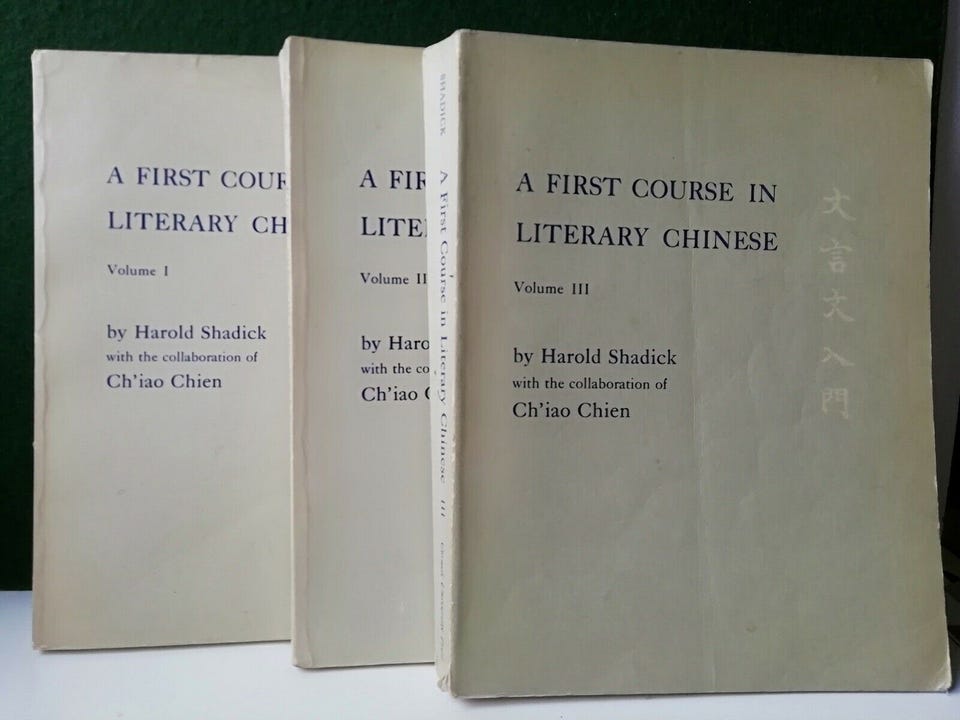 A FIRST COUR
LITERARY CH
Volume I
by Harold Shadick
with the collaboration of
Ch'iao Chien
A FIR
LITE
Volume II
by Haro
with the co
Ch'iao
SHADICK A First Course in Literary Chinese III
A FIRST COURSE IN
LITERARY CHINESE
Volume III
by Harold Shadick
with the collaboration of
Ch'iao Chien
文言文入門